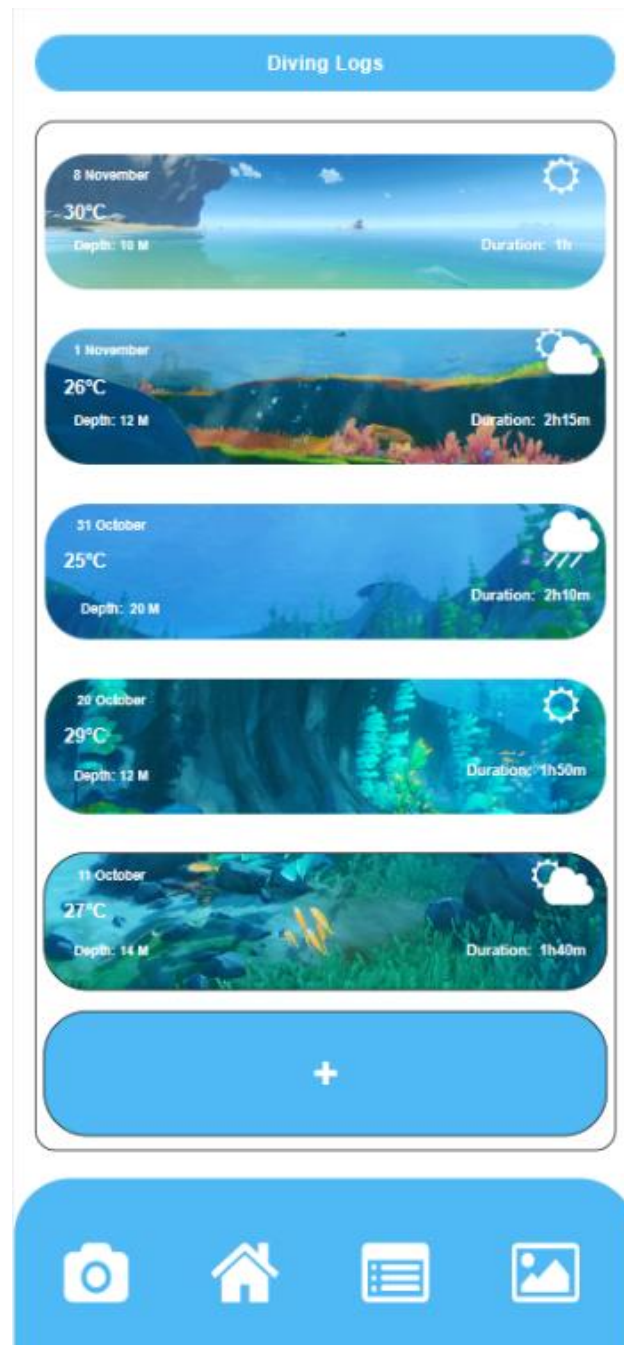 Diving Logs
8 November
30°C
Depth: 10 M
Duration: 1h
1 November
26°C
Depth: 12 M
Duration: 2h15m
31 October
25°C
Depth: 20 M
Duration: 2h10m
20 October
29°C
Depth: 12 M
Duration: 1h50m
11 October
27°C
Depth: 14 M
Duration: 1h40m
+